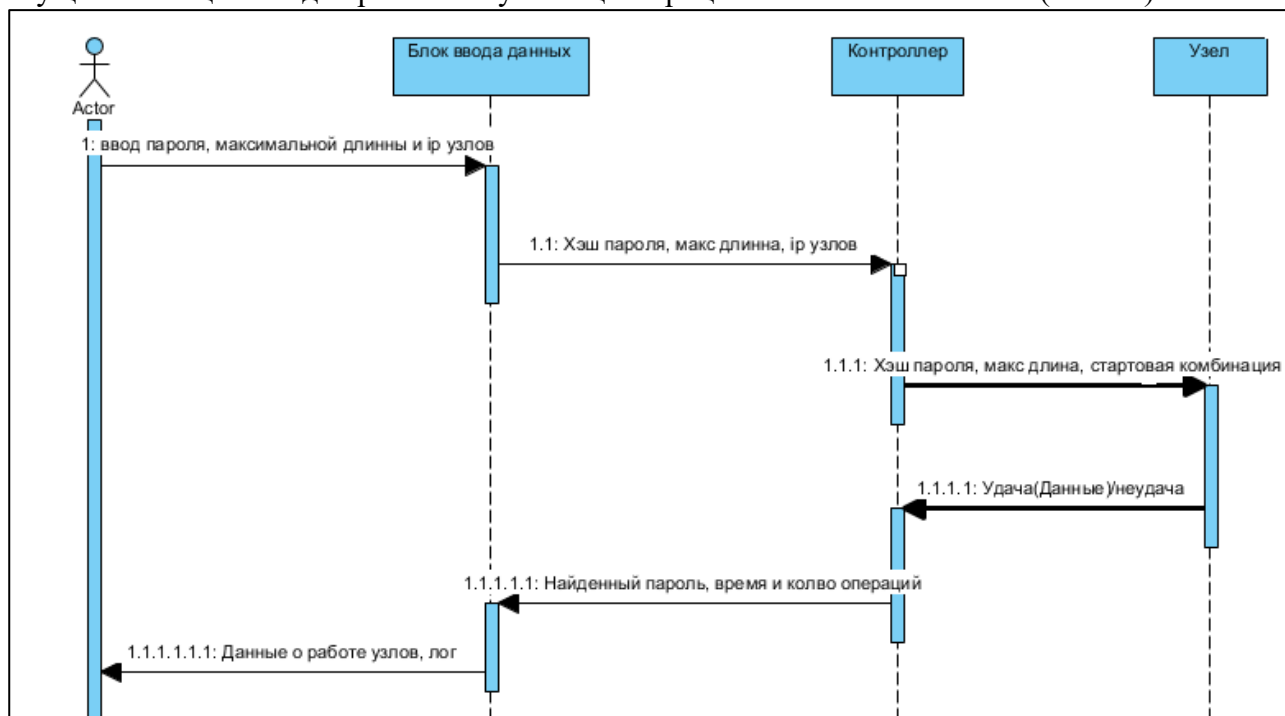 Блок ввода данных
Контроллер
Узел
Actor
1: ввод пароля, максимальной длинны и ip узлов
1.1: Хэш пароля, макс длинна, ip узлов
1.1.1: Хэш пароля, макс длина, стартовая комбинация
1.1.1.1: Удача(Данные)/неудача
1.1.1.1.1: Найденный пароль, время и колво операций
1.1.1.1.1.1: Данные о работе узлов, лог